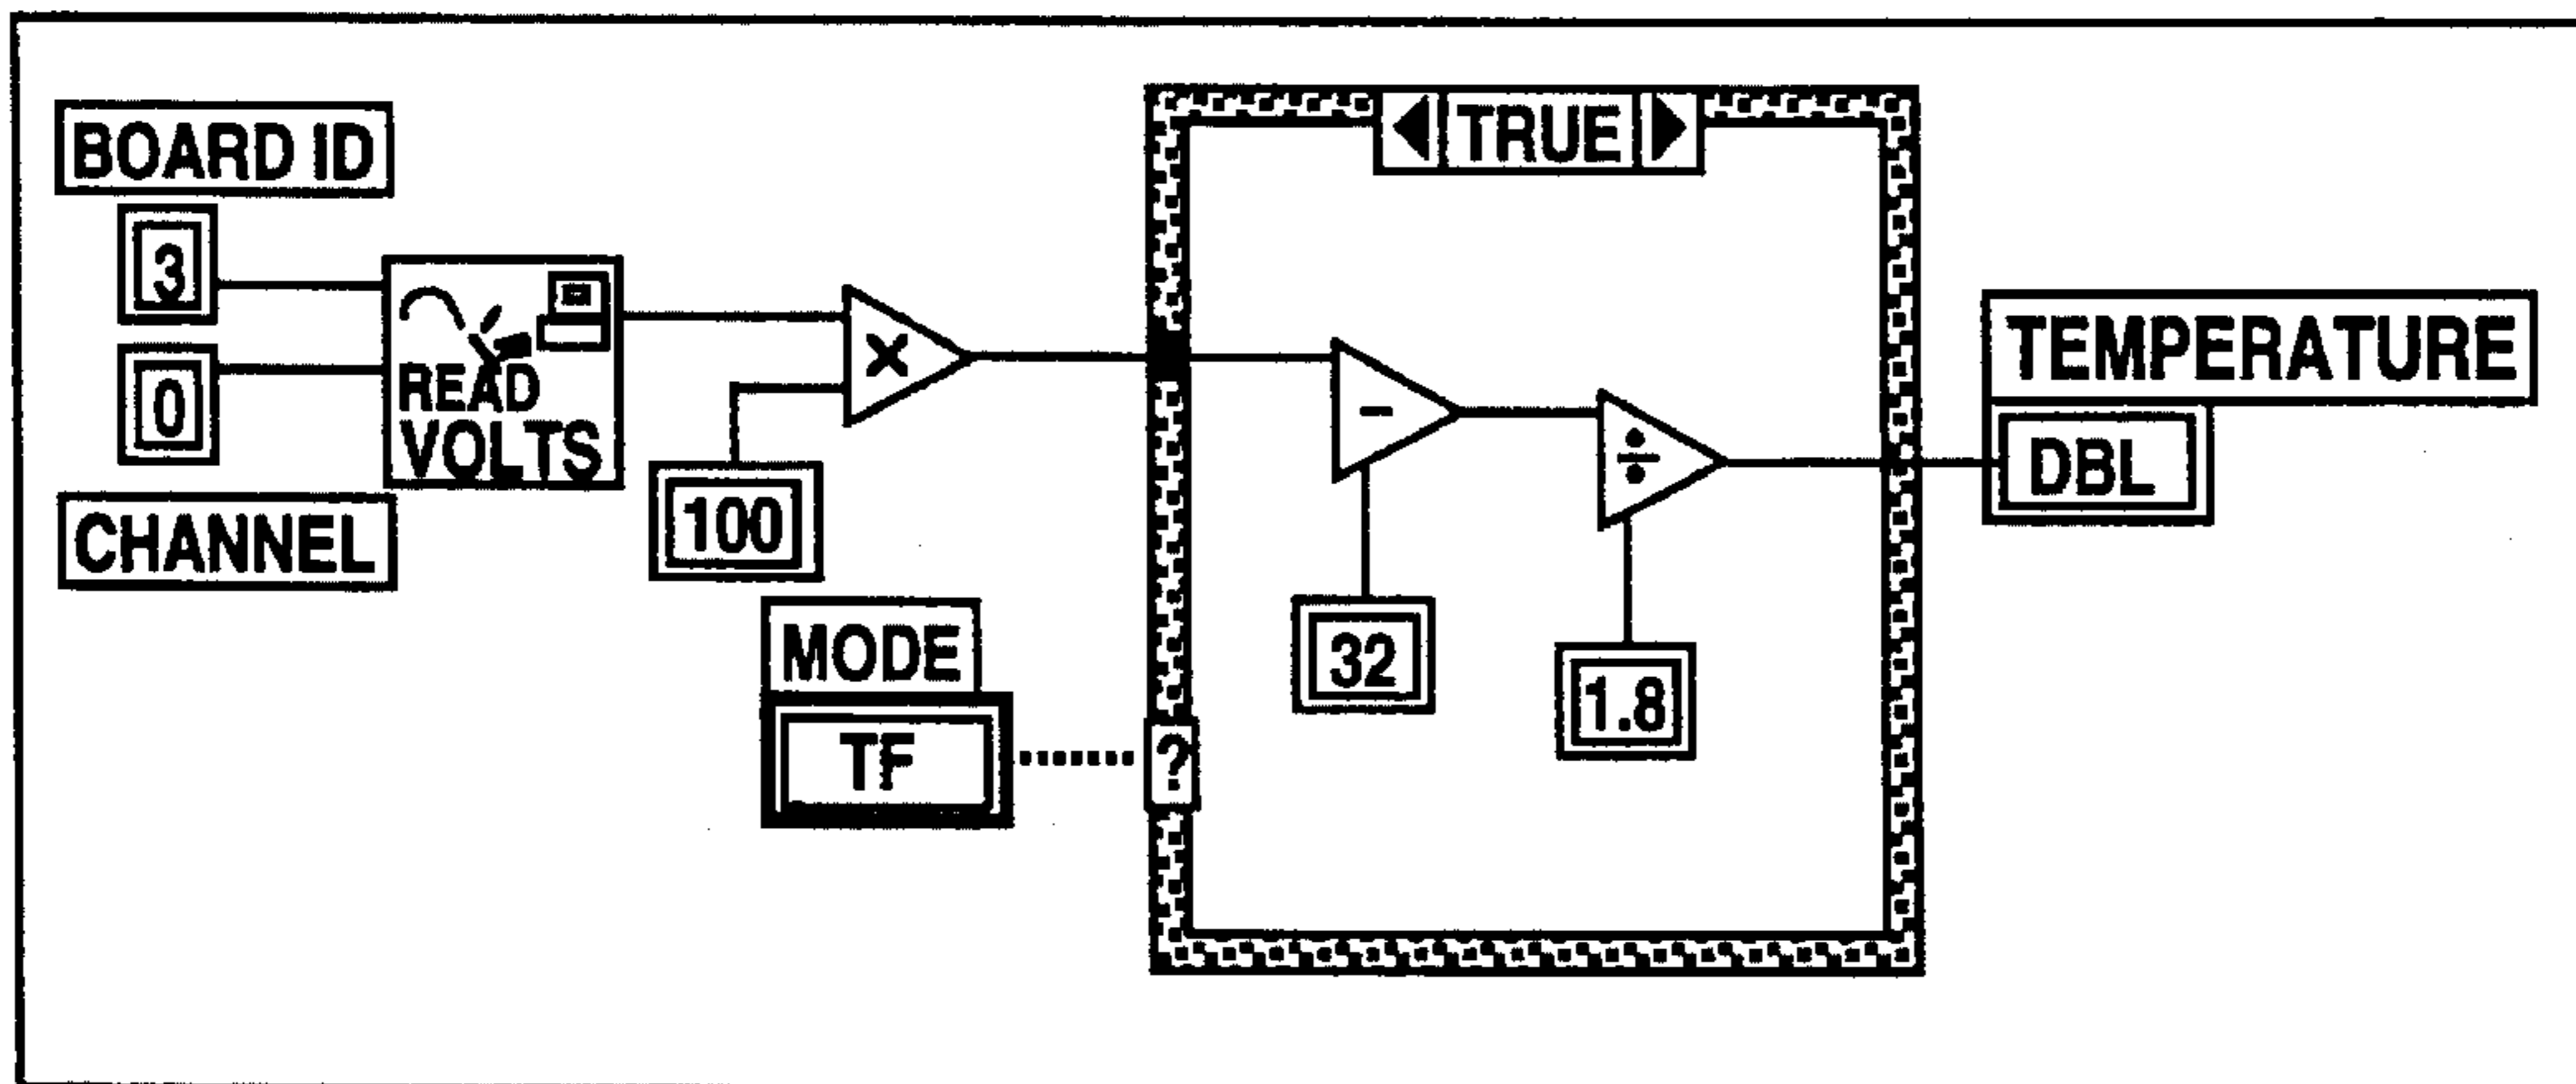 BOARD ID
3
0
CHANNEL
READ
VOLTS
×
100
MODE
TF
?
TRUE
-
32
÷
1.8
TEMPERATURE
DBL